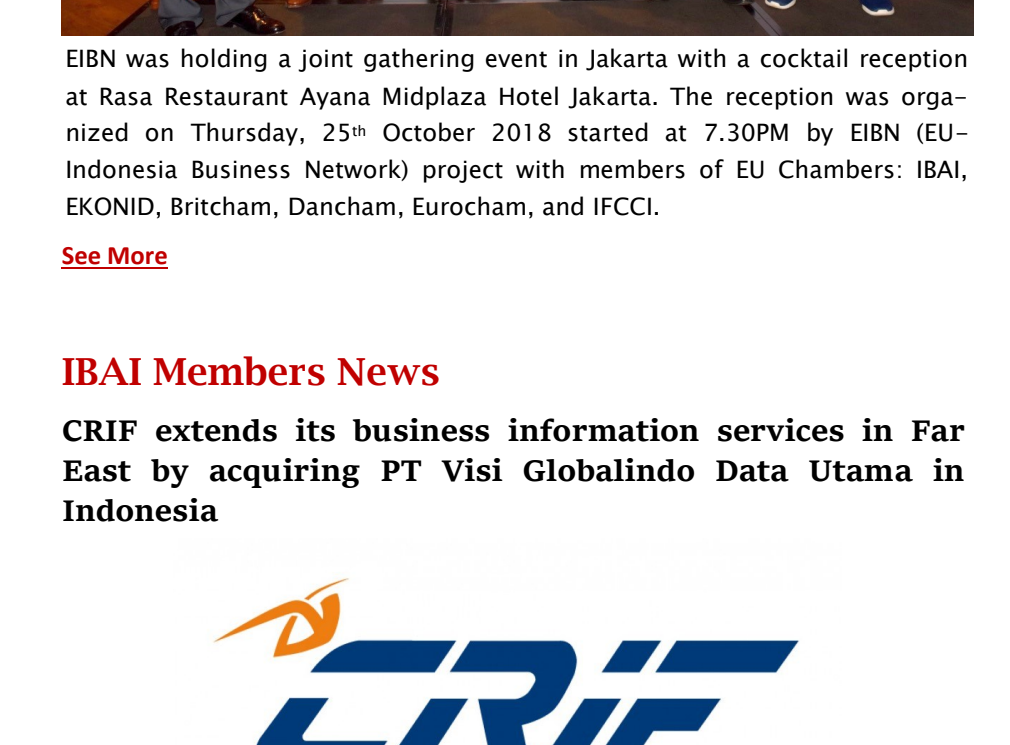 EIBN was holding a joint gathering event in Jakarta with a cocktail reception
at Rasa Restaurant Ayana Midplaza Hotel Jakarta. The reception was orga-
nized on Thursday, 25th October 2018 started at 7.30PM by EIBN (EU-
Indonesia Business Network) project with members of EU Chambers: IBAI,
EKONID, Britcham, Dancham, Eurocham, and IFCCI.
See More
IBAI Members News
CRIF extends its business information services in Far
East by acquiring PT Visi Globalindo Data Utama in
Indonesia
CRIF